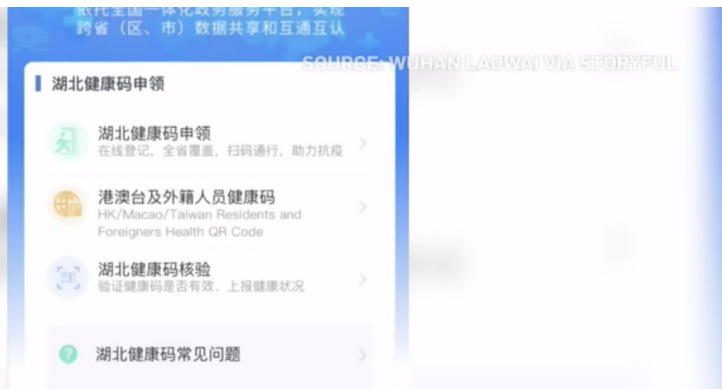 依托全国一体化政务服务平台，实现
跨省（区、市）数据共享和互通互认
SOURCE: WUHAN LAOWAI VIA STORYFUL
湖北健康码申领
湖北健康码申领
在线登记，全省覆盖，扫码通行，助力抗疫
港澳台及外籍人员健康码
HK/Macao/Taiwan Residents and
Foreigners Health QR Code
湖北健康码核验
验证健康码是否有效、上报健康状况
湖北健康码常见问题